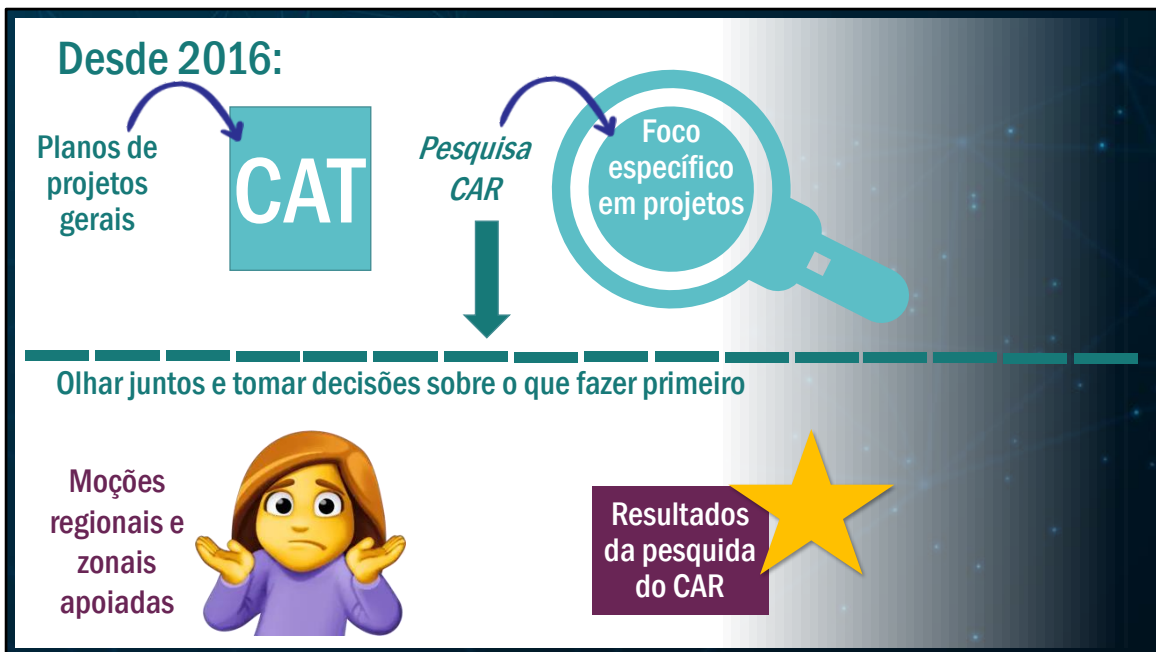 Desde 2016:
Planos de
projetos
gerais
CAT
Pesquisa
CAR
Foco
específico
em projetos
Olhar juntos e tomar decisões sobre o que fazer primeiro
Moções
regionais e
zonais
apoiadas
Resultados
da pesquida
do CAR